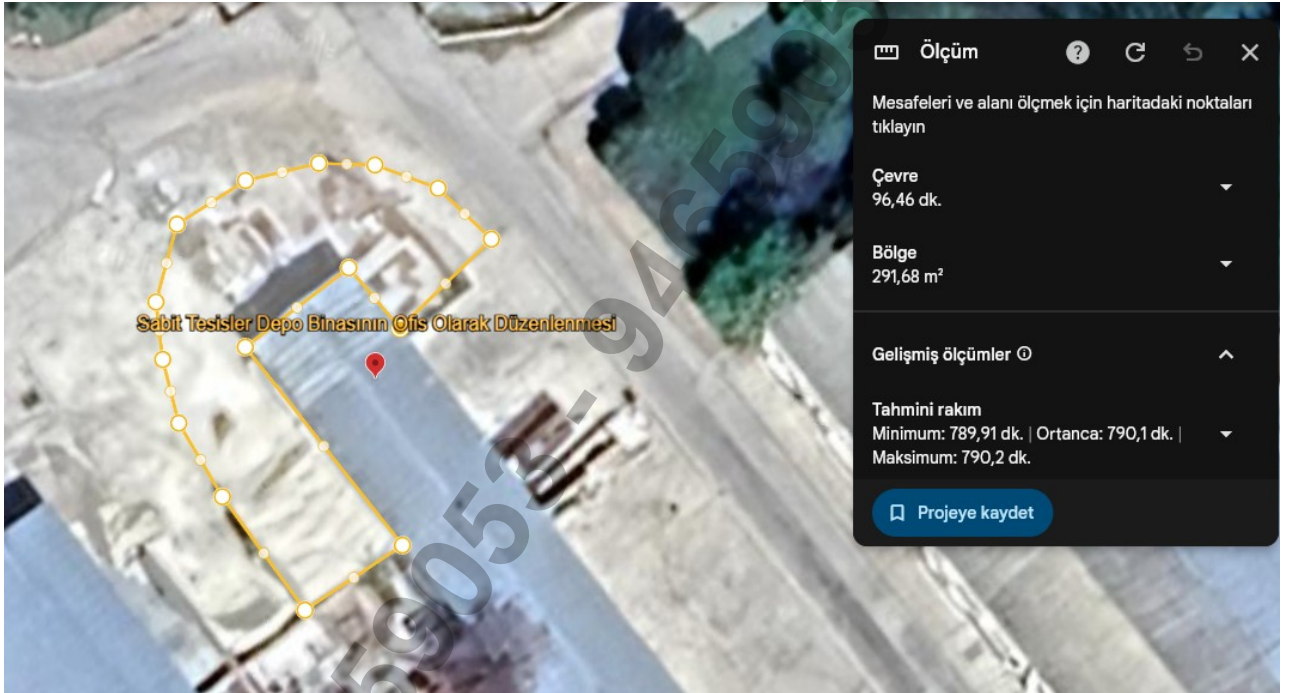 Ölçüm
Mesafeleri ve alanı ölçmek için haritadaki noktaları
tıklayın
Çevre
96,46 dk.
Bölge
291,68 m²
Gelişmiş ölçümler
Tahmini rakım
Minimum: 789,91 dk. | Ortanca: 790,1 dk. |
Maksimum: 790,2 dk.
Projeye kaydet
Sabit Tesisler Depo Binasının Ofis Olarak Düzenlenmesi
59053- 9465905